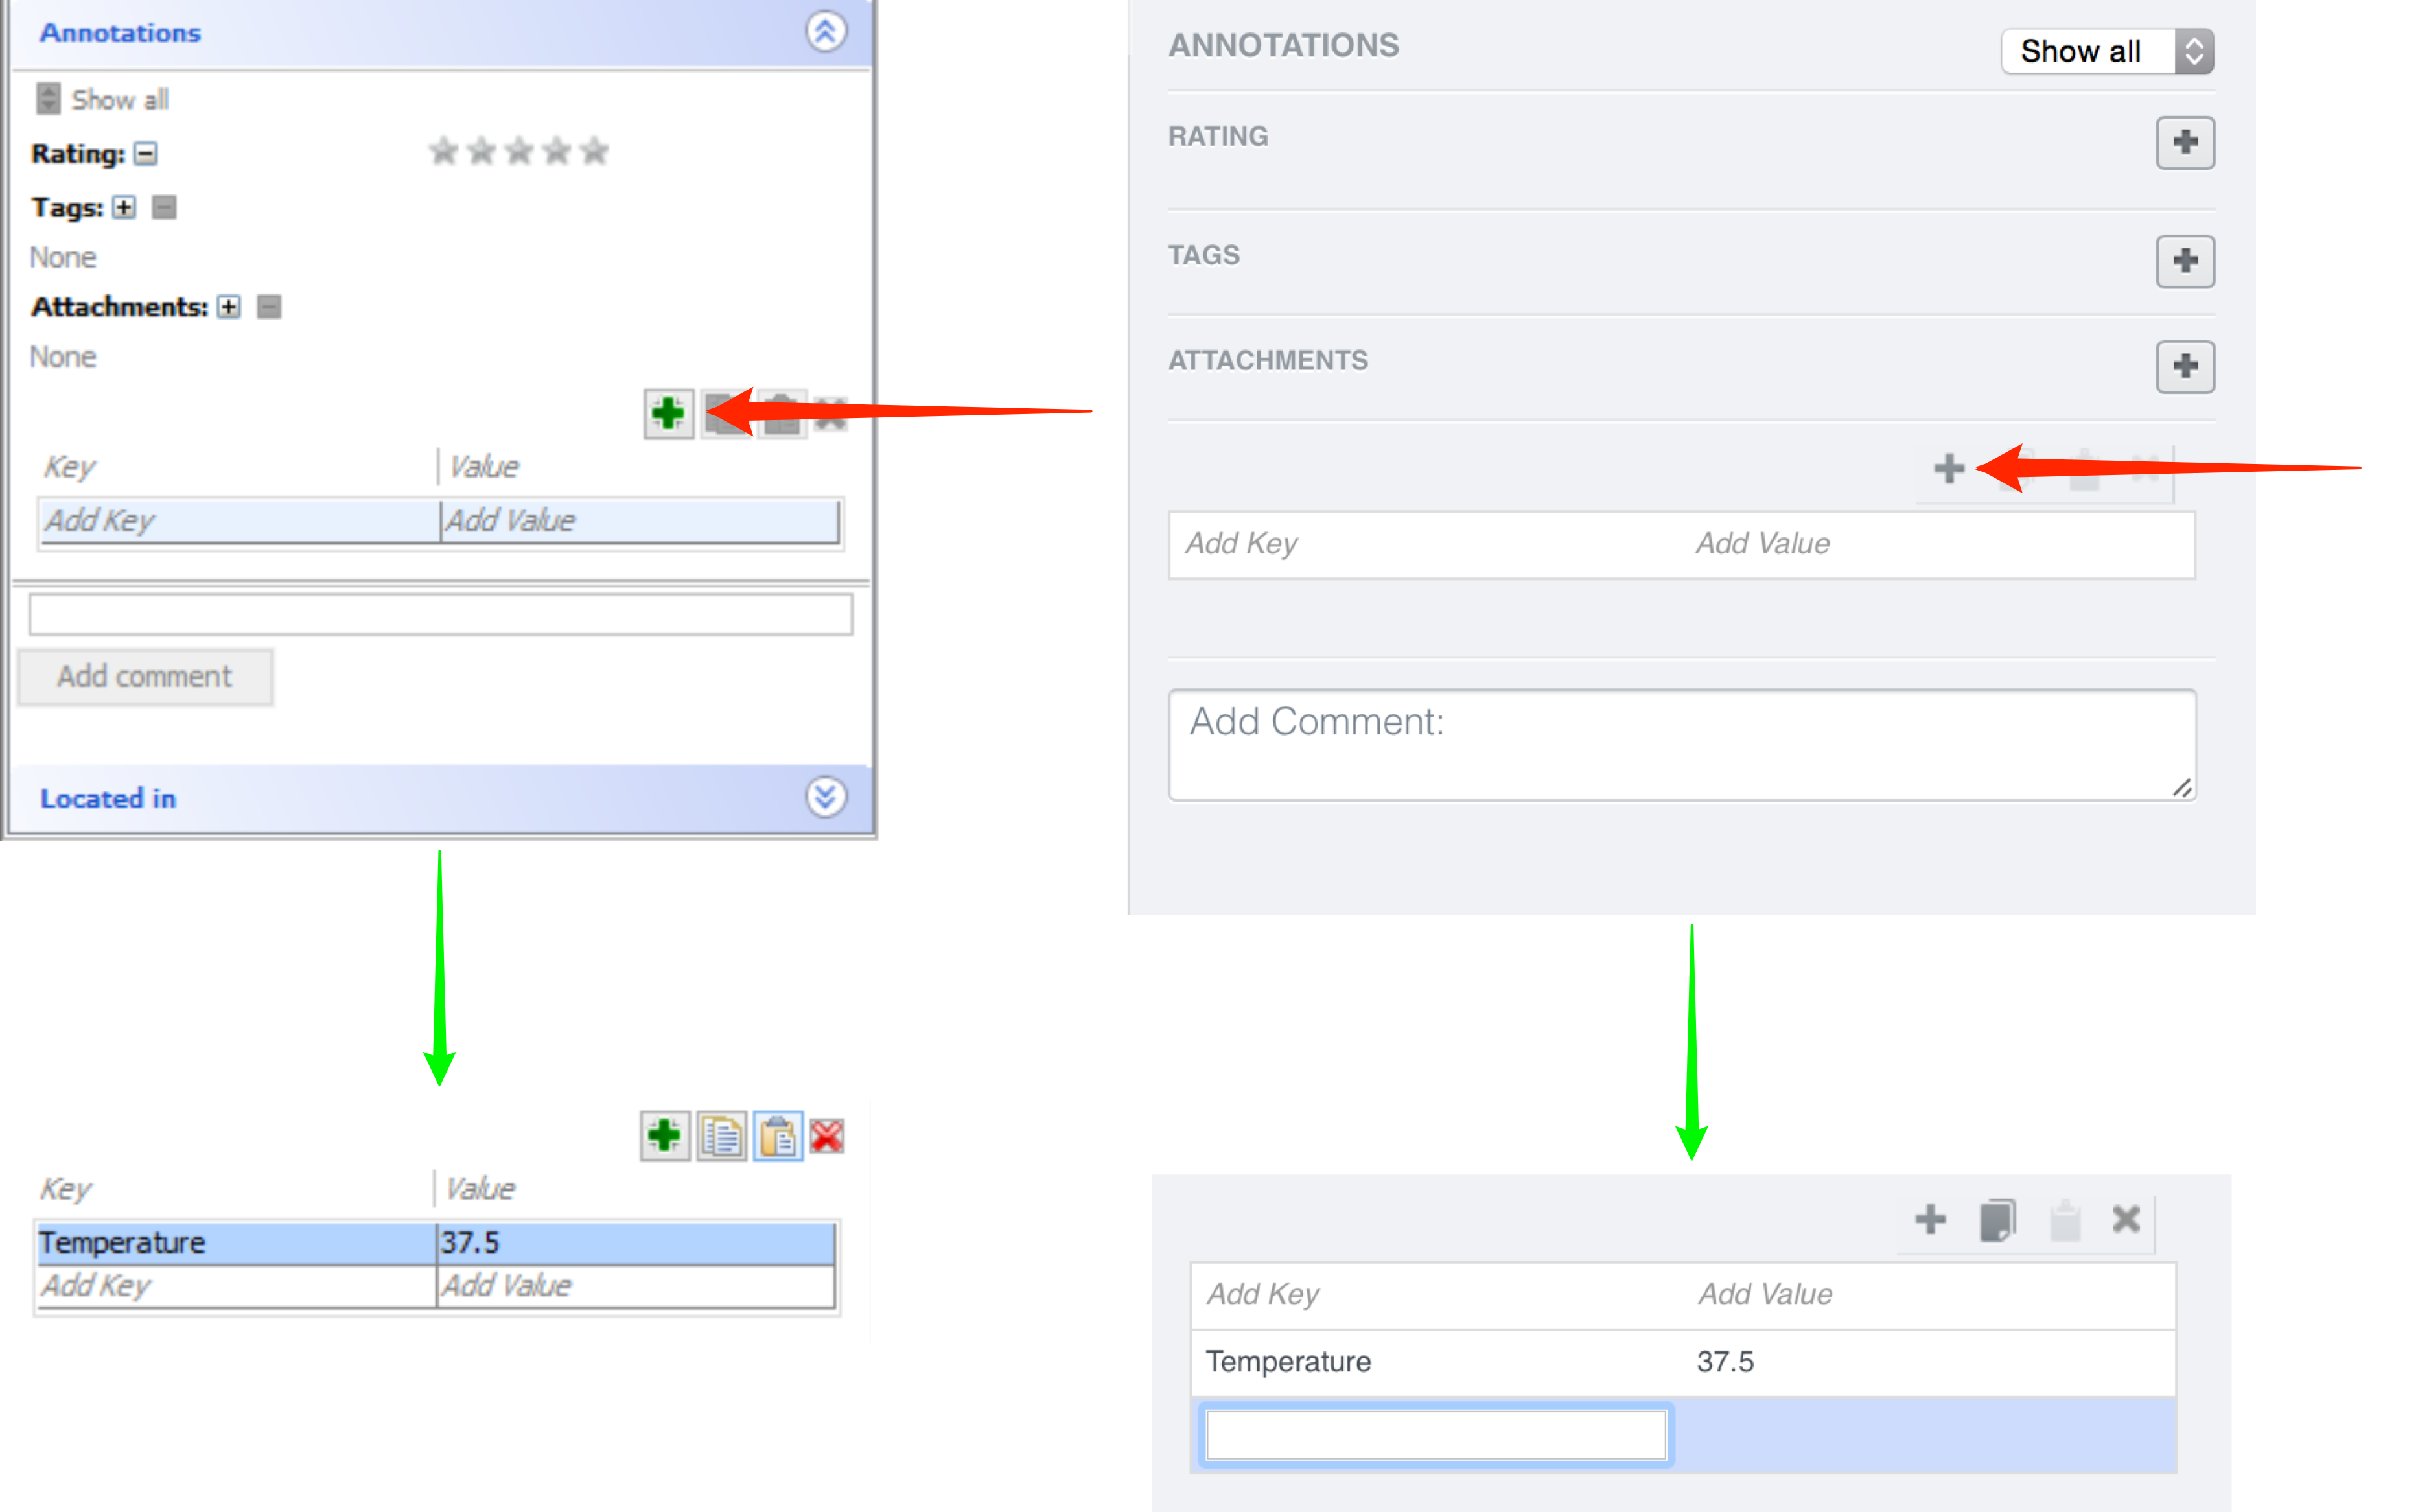 Annotations
Show all
Rating:
Tags:
None
Attachments:
None
Key Value
Add Key Add Value
Add comment
Located in
Key Value
Temperature 37.5
Add Key Add Value
ANNOTATIONS Show all
RATING
TAGS
ATTACHMENTS
Add Key Add Value
Add Comment:
Add Key Add Value
Temperature 37.5